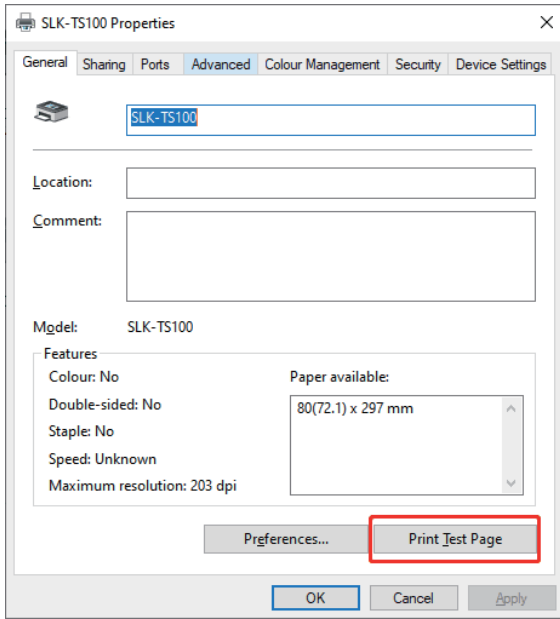 SLK-TS100 Properties
General Sharing Ports Advanced Colour Management Security Device Settings
SLK-TS100
Location:
Comment:
Model: SLK-TS100
Features
Colour: No
Double-sided: No
Staple: No
Speed: Unknown
Maximum resolution: 203 dpi
Paper available:
80(72.1) x 297 mm
Preferences... Print Test Page
OK Cancel Apply